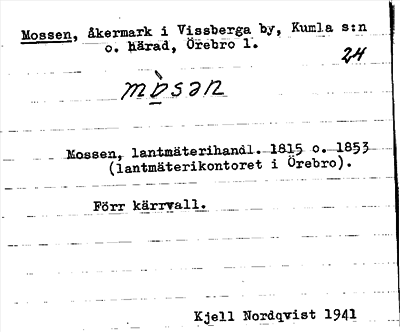 Mossen, åkermark i Vissberga by, Kumla s:n
o. härad, Örebro l.
24
Mossen, lantmäterihandl. 1815 o. 1853
(lantmäterikontoret i Örebro).
Förr kärrvall.
Kjell Nordqvist 1941